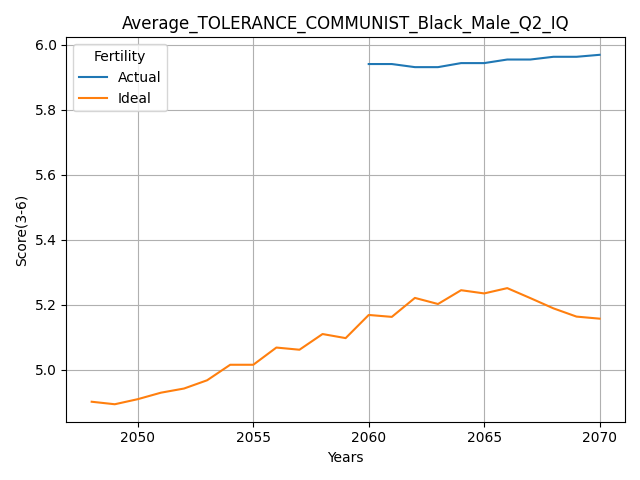 Average_TOLERANCE_COMMUNIST_Black_Male_Q2_IQ
Fertility
Actual
Ideal
Score(3-6)
6.0
5.8
5.6
5.4
5.2
5.0
2050 2055 2060 2065 2070
Years